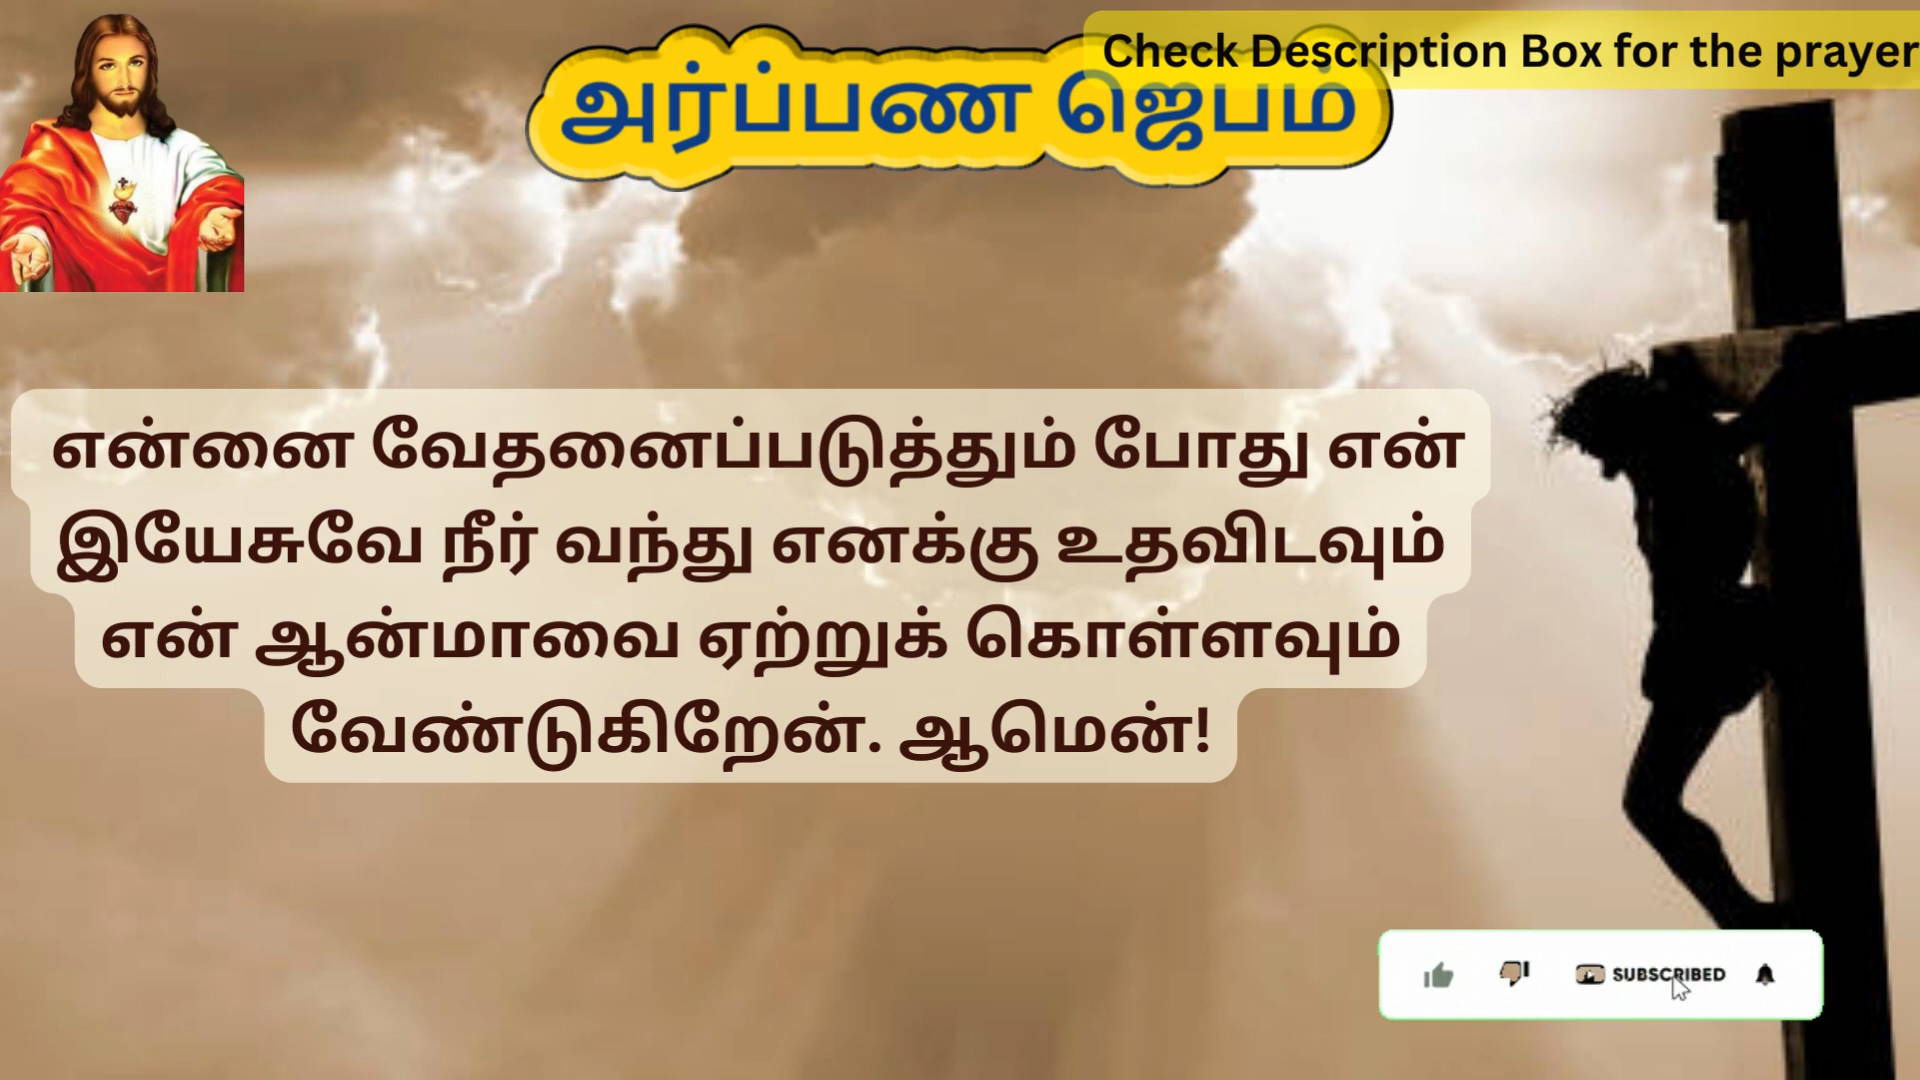 Check Description Box for the prayer
அர்ப்பண ஜெபம்
என்னை வேதனைப்படுத்தும் போது என்
இயேசுவே நீர் வந்து எனக்கு உதவிடவும்
என் ஆன்மாவை ஏற்றுக் கொள்ளவும்
வேண்டுகிறேன். ஆமென்!
SUBSCRIBED